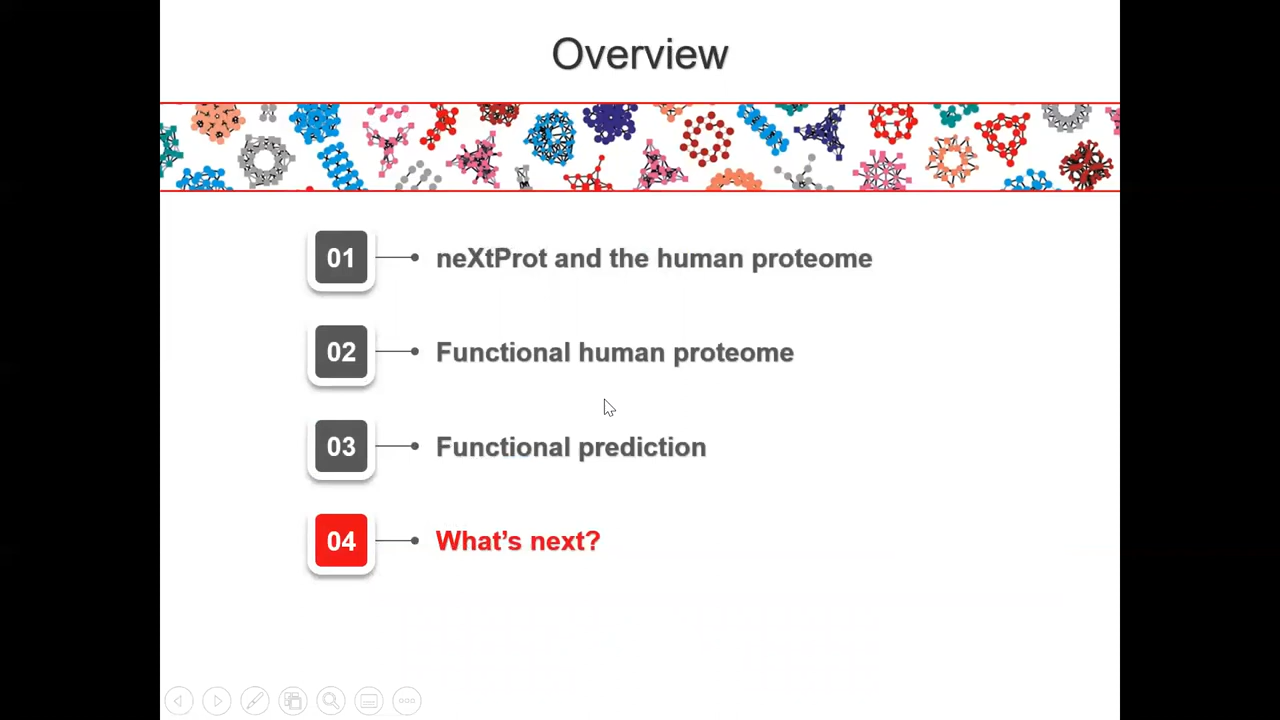 Overview
01 neXtProt and the human proteome
02 Functional human proteome
03 Functional prediction
04 What’s next?